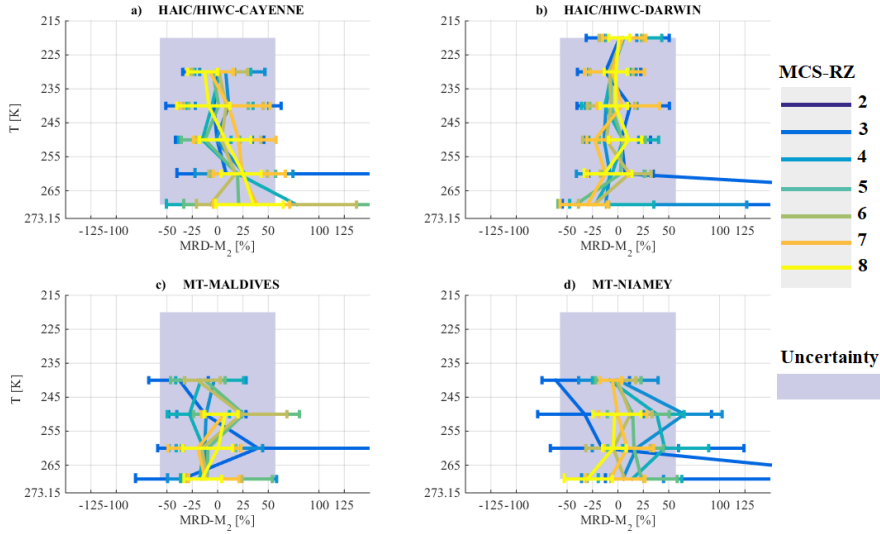 a) HAIC/HIWC-CAYENNE
215
225
235
245
255
265
273.15
T [K]
-125-100 -50 -25 0 25 50 100 125
MRD-M2 [%]
b) HAIC/HIWC-DARWIN
215
225
235
245
255
265
273.15
-125-100 -50 -25 0 25 50 100 125
MRD-M2 [%]
MCS-RZ
2
3
4
5
6
7
8
c) MT-MALDIVES
215
225
235
245
255
265
273.15
T [K]
-125-100 -50 -25 0 25 50 100 125
MRD-M2 [%]
d) MT-NIAMEY
215
225
235
245
255
265
273.15
-125-100 -50 -25 0 25 50 75 125
MRD-M2 [%]
Uncertainty